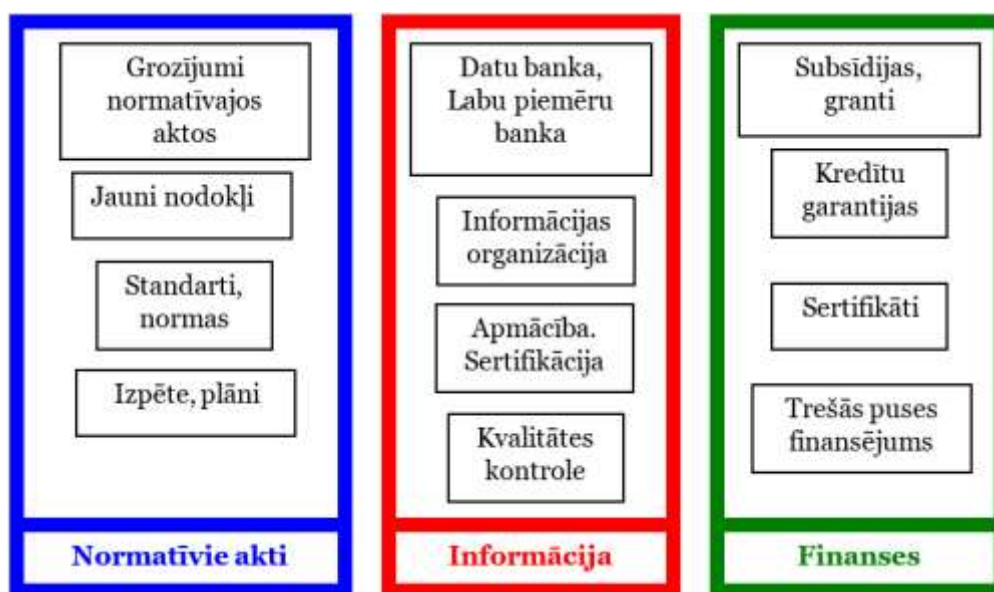 Grozījumi
normatīvajos
aktos
Jauni nodokļi
Standarti,
normas
Izpēte, plāni
Normatīvie akti
Datu banka,
Labu piemēru
banka
Informācijas
organizācija
Apmācība.
Sertifikācija
Kvalitātes
kontrole
Informācija
Subsīdijas,
granti
Kredītu
garantijas
Sertifikāti
Trešās puses
finansējums
Finanses